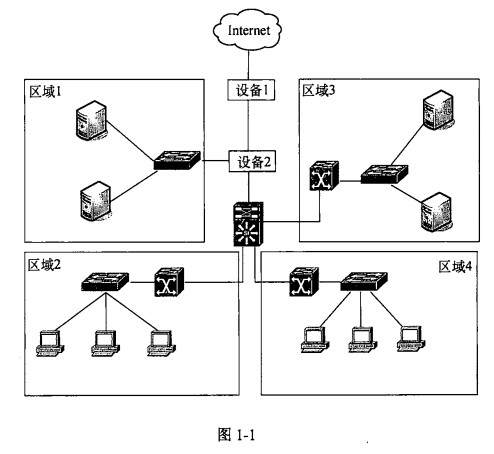 Internet
设备1
区域1
区域3
设备2
区域2
区域4
图 1-1